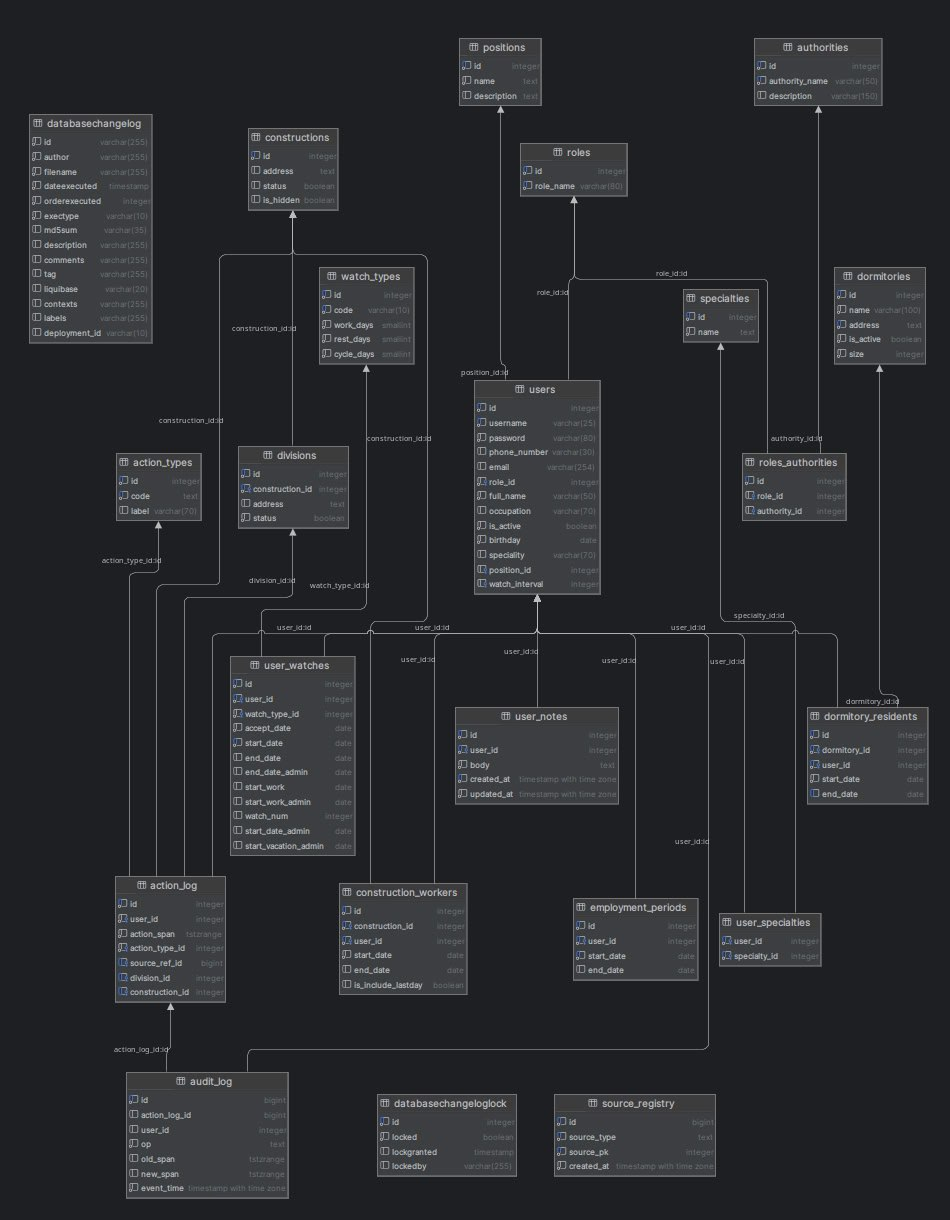 positions
id integer
name text
description text
authorities
id integer
authority_name varchar(50)
description varchar(150)
databasechangelog
id varchar(255)
author varchar(255)
filename varchar(255)
dateexecuted timestamp
orderexecuted integer
exectype varchar(10)
md5sum varchar(35)
description varchar(255)
comments varchar(255)
tag varchar(255)
liquibase varchar(20)
contexts varchar(255)
labels varchar(255)
deployment_id varchar(10)
constructions
id integer
address text
status boolean
is_hidden boolean
roles
id integer
role_name varchar(60)
watch_types
id integer
code varchar(10)
work_days smallint
rest_days smallint
cycle_days smallint
role_id:id
role_id:id
specialties
id integer
name text
dormitories
id integer
name varchar(100)
address text
is_active boolean
size integer
construction_id:id
position_id:id
users
id integer
username varchar(25)
password varchar(80)
phone_number varchar(30)
email varchar(254)
role_id integer
full_name varchar(50)
occupation varchar(70)
is_active boolean
birthday date
speciality varchar(70)
position_id integer
watch_interval integer
construction_id:id
construction_id:id
authority_id:id
action_types
id integer
code text
label varchar(70)
divisions
id integer
construction_id integer
address text
status boolean
roles_authorities
id integer
role_id integer
authority_id integer
action_type_id:id
division_id:id
watch_type_id:id
specialty_id:id
user_id:id
user_id:id
user_id:id
user_id:id
user_id:id
user_id:id
user_id:id
user_watches
id integer
user_id integer
watch_type_id integer
accept_date date
start_date date
end_date date
end_date_admin date
start_work date
start_work_admin date
watch_num integer
start_date_admin date
start_vacation_admin date
user_notes
id integer
user_id integer
body text
created_at timestamp with time zone
updated_at timestamp with time zone
dormitory_id:id
dormitory_residents
id integer
dormitory_id integer
user_id integer
start_date date
end_date date
user_id:id
action_log
id integer
user_id integer
action_span tstzrange
action_type_id integer
source_ref_id bigint
division_id integer
construction_id integer
construction_workers
id integer
construction_id integer
user_id integer
start_date date
end_date date
is_include_lastday boolean
employment_periods
id integer
user_id integer
start_date date
end_date date
user_specialties
user_id integer
specialty_id integer
action_log_id:id
audit_log
id bigint
action_log_id bigint
user_id integer
op text
old_span tstzrange
new_span tstzrange
event_time timestamp with time zone
databasechangeloglock
id integer
locked boolean
lockgranted timestamp
lockedby varchar(255)
source_registry
id bigint
source_type text
source_pk integer
created_at timestamp with time zone